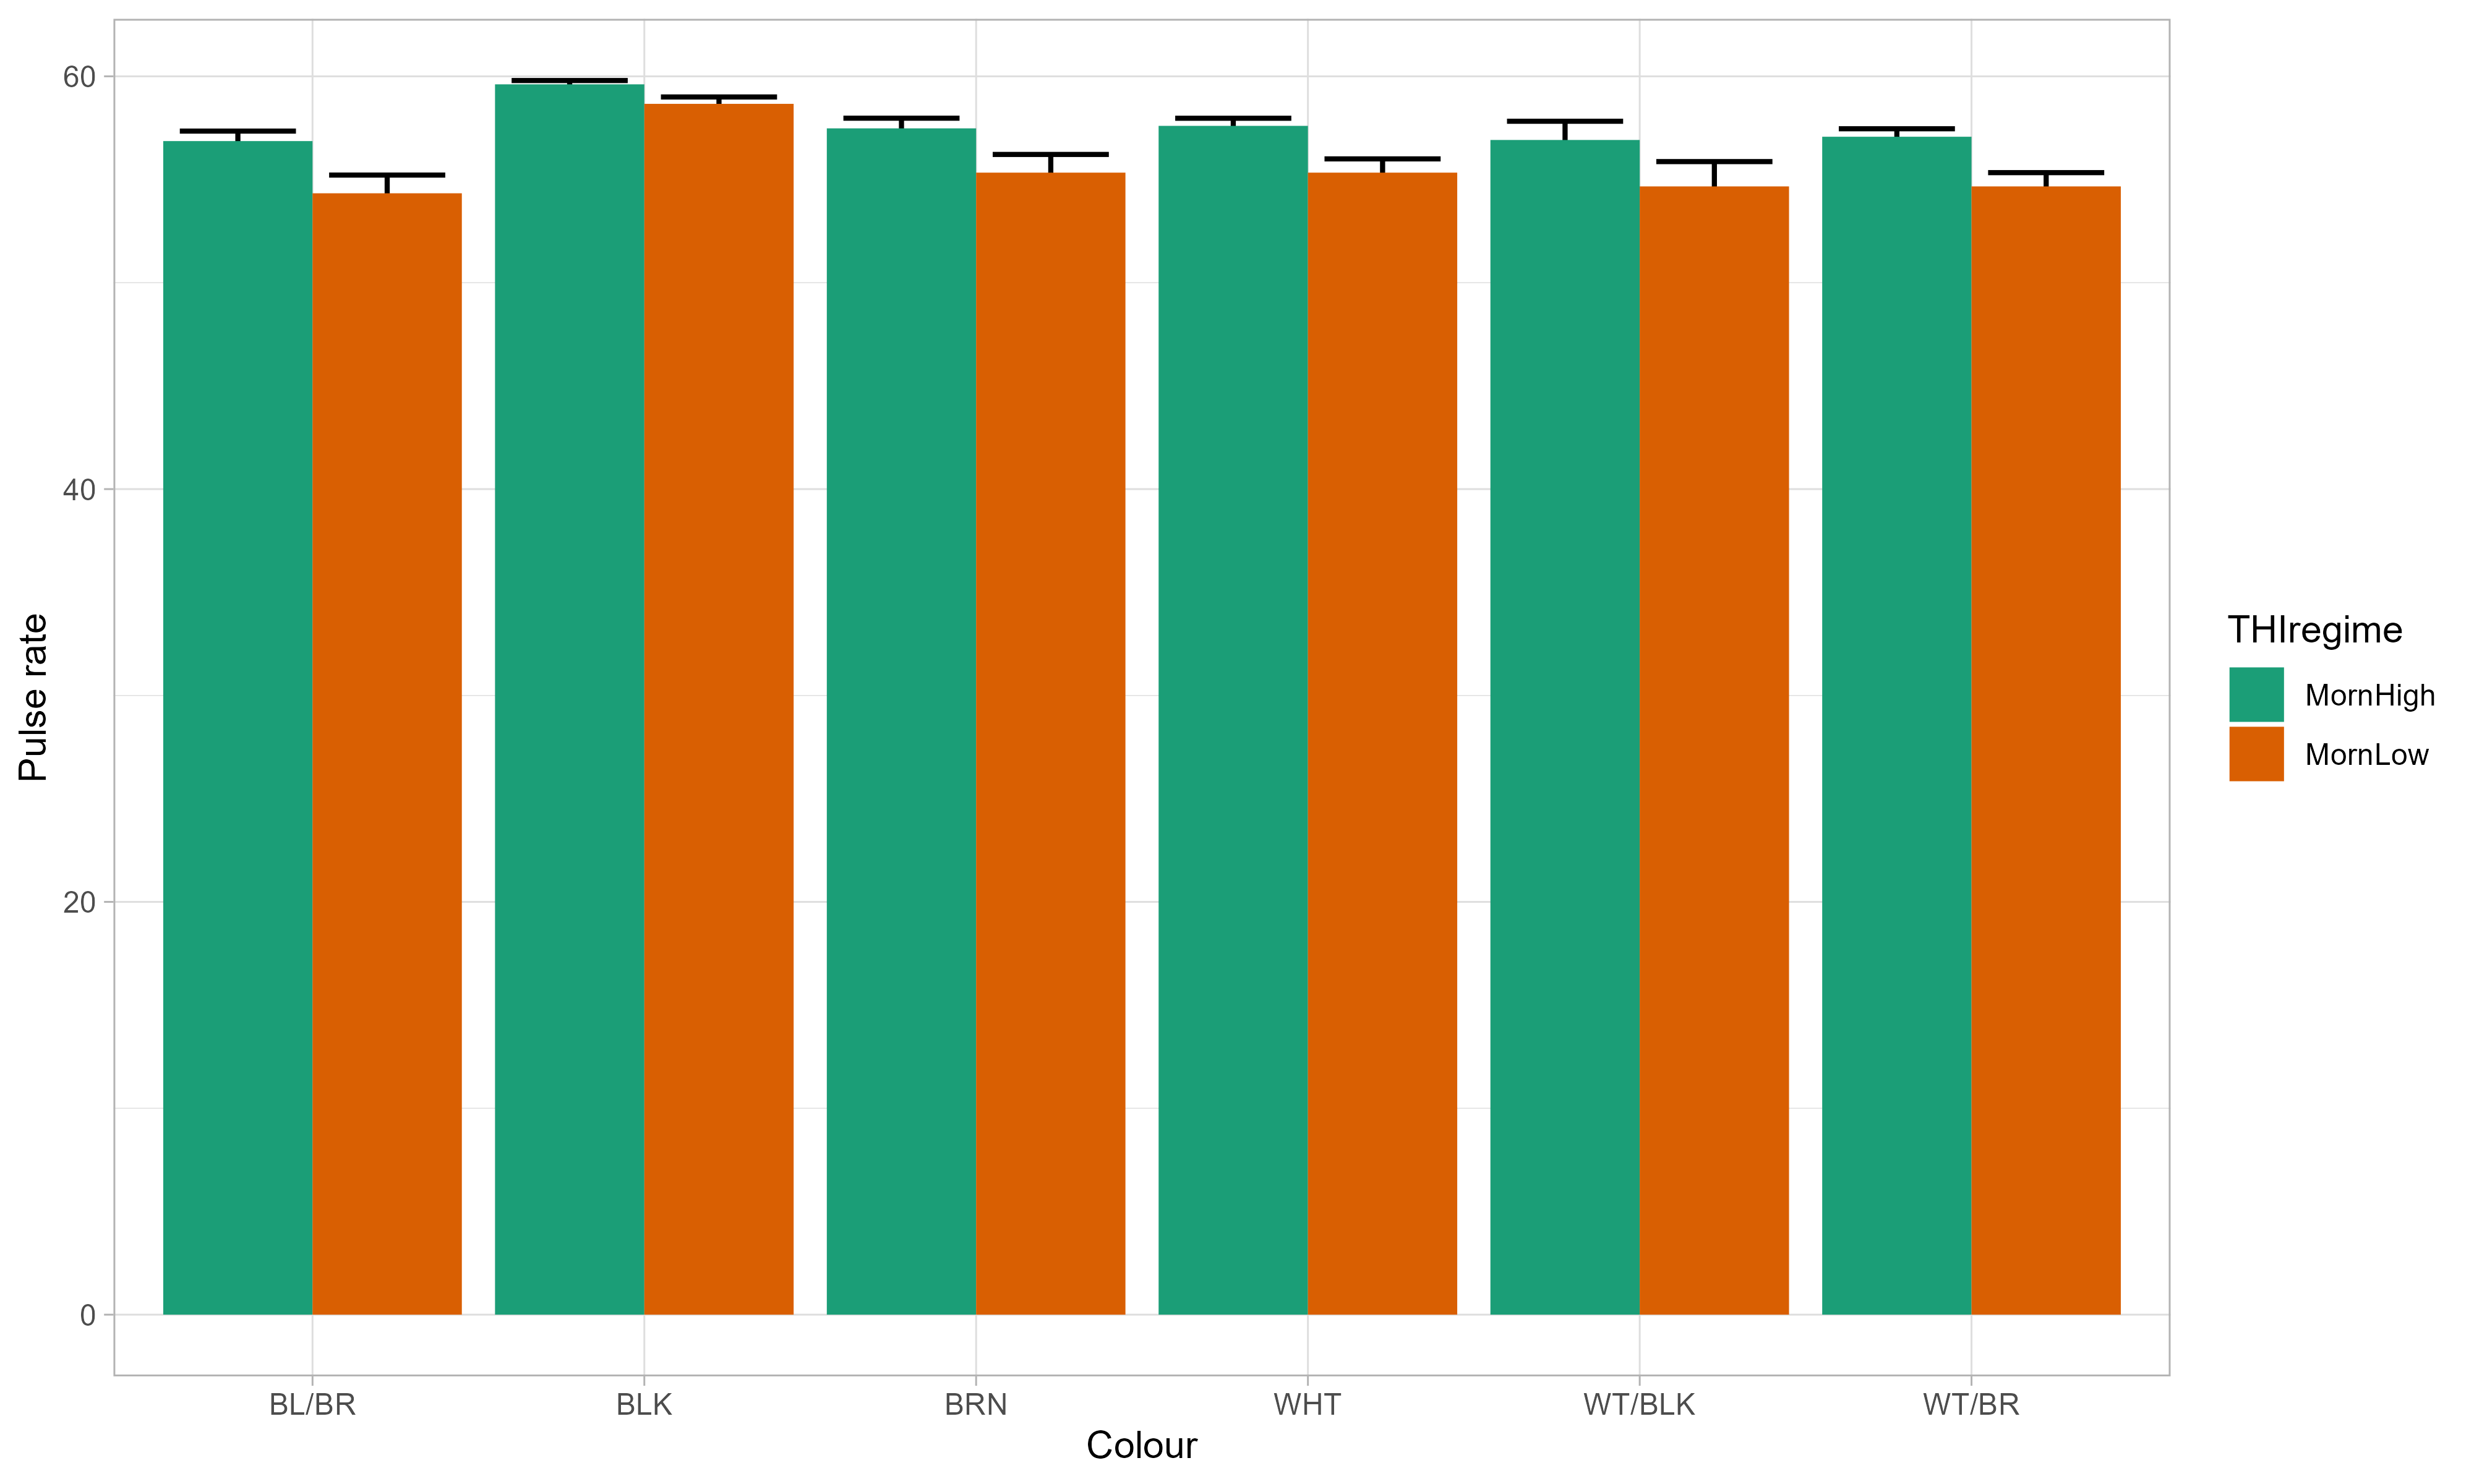 60
40
20
0
Pulse rate
BL/BR BLK BRN WHT WT/BLK WT/BR
Colour
THIregime
MornHigh
MornLow